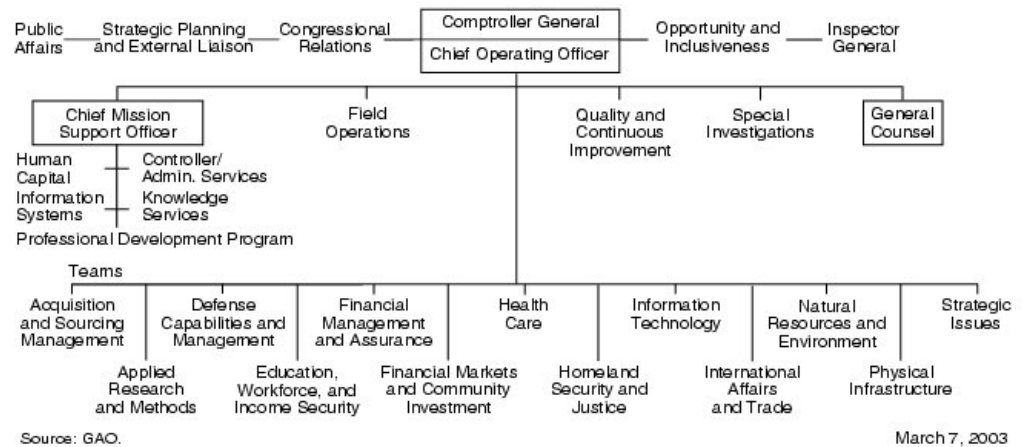 Public
Affairs
Strategic Planning
and External Liaison
Congressional
Relations
Comptroller General
Chief Operating Officer
Opportunity and
Inclusiveness
Inspector
General
Chief Mission
Support Officer
Field
Operations
Quality and
Continuous
Improvement
Special
Investigations
General
Counsel
Human
Capital
Controller/
Admin. Services
Information
Systems
Knowledge
Services
Professional Development Program
Teams
Acquisition
and Sourcing
Management
Defense
Capabilities and
Management
Financial
Management
and Assurance
Health
Care
Information
Technology
Natural
Resources and
Environment
Strategic
Issues
Applied
Research
and Methods
Education,
Workforce, and
Income Security
Financial Markets
and Community
Investment
Homeland
Security and
Justice
International
Affairs
and Trade
Physical
Infrastructure
Source: GAO.
March 7, 2003